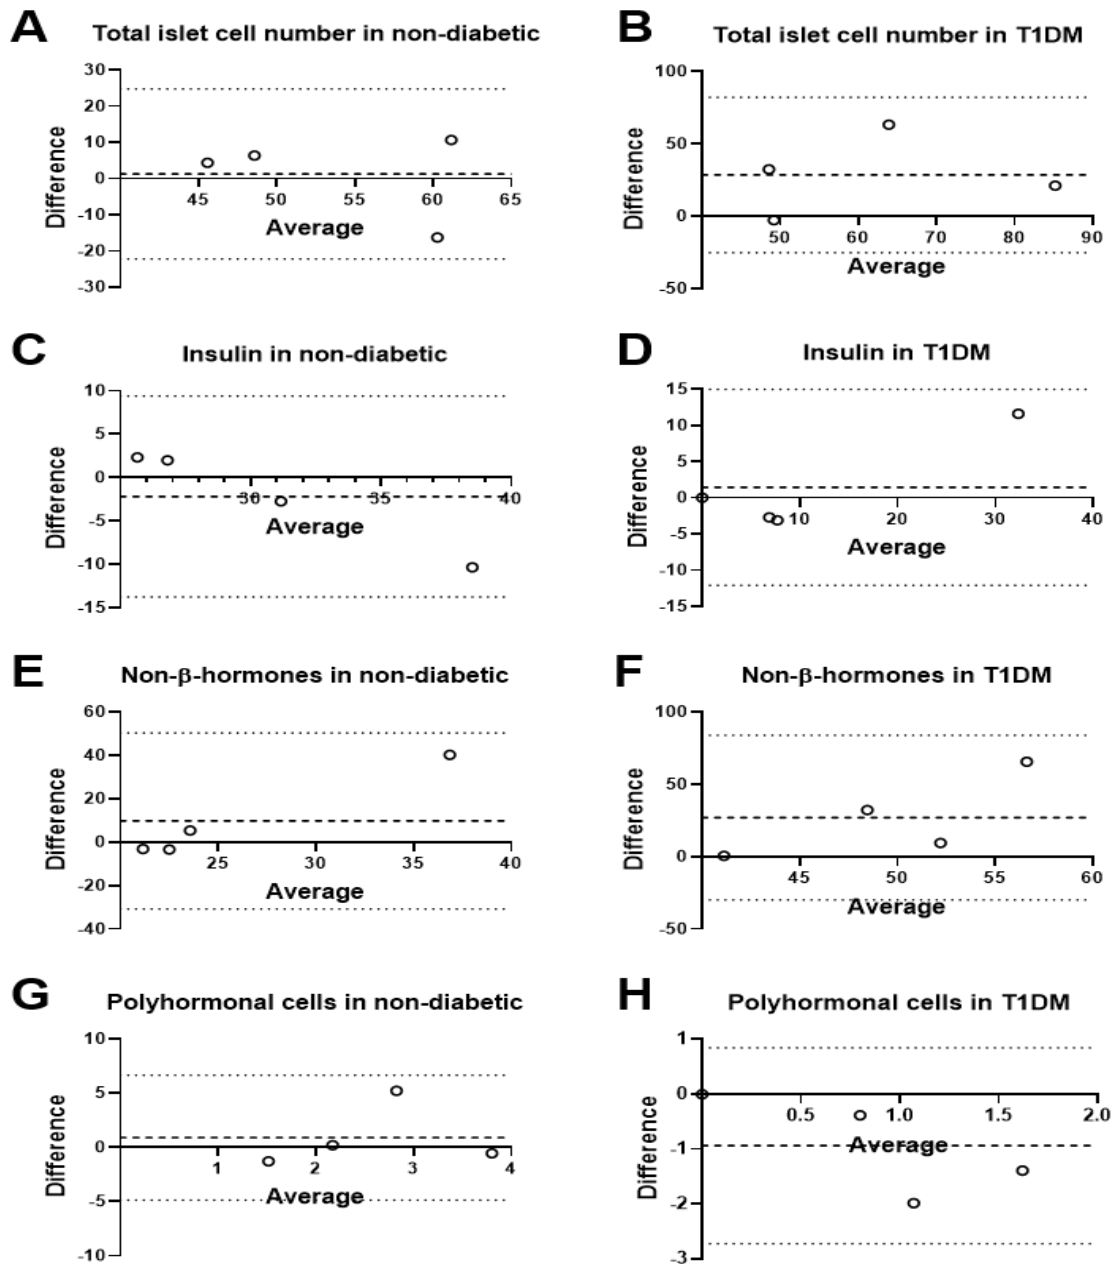 A
Total islet cell number in non-diabetic
30
20
10
0
-10
-20
-30
45
50
55
60
65
Difference
Average
B
Total islet cell number in T1DM
100
50
0
-50
50
60
70
80
90
Difference
Average
C
Insulin in non-diabetic
10
5
0
-5
-10
-15
30
35
40
Difference
Average
D
Insulin in T1DM
15
10
5
0
-5
-10
-15
10
20
30
40
Difference
Average
E
Non-β-hormones in non-diabetic
60
40
20
0
-20
-40
25
30
35
40
Difference
Average
F
Non-β-hormones in T1DM
100
50
0
-50
45
50
55
60
Difference
Average
G
Polyhormonal cells in non-diabetic
10
5
0
-5
-10
1
2
3
4
Difference
Average
H
Polyhormonal cells in T1DM
1
0
-1
-2
-3
0.5
1.0
1.5
2.0
Difference
Average